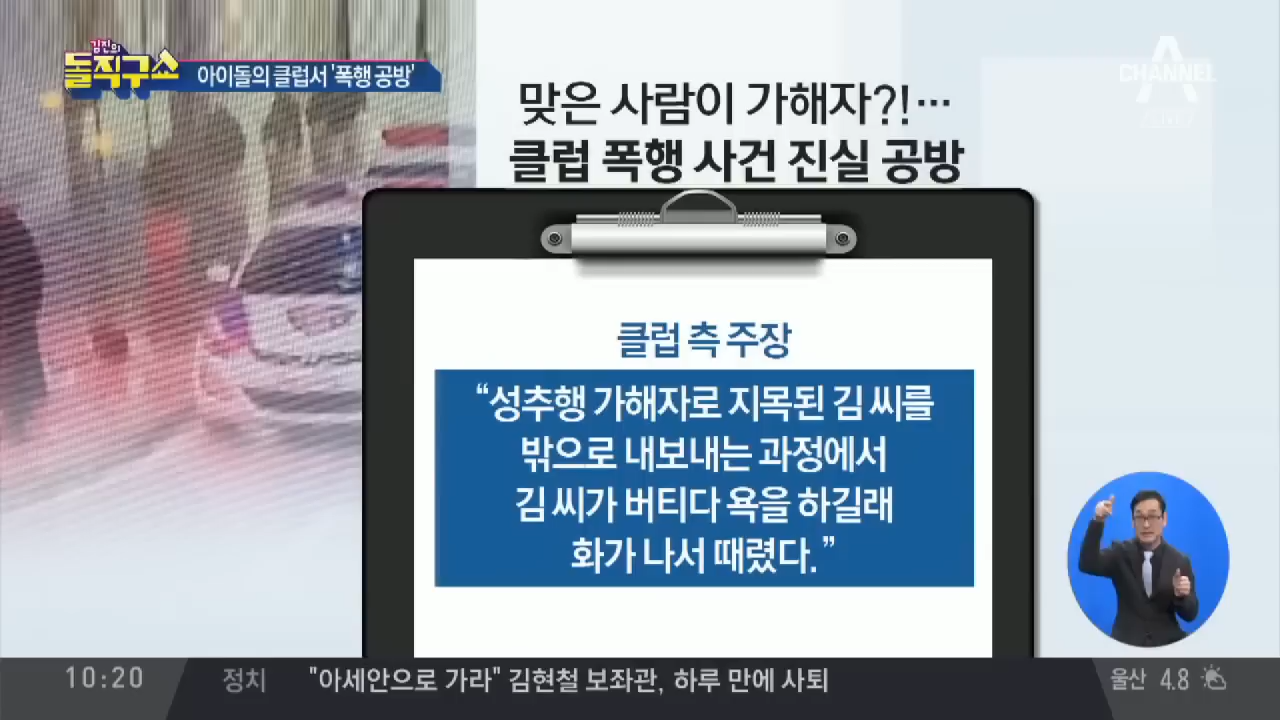 김진의
돌직구쇼
아이돌의 클럽서 '폭행 공방'
CHANNEL A
맞은 사람이 가해자?!…
클럽 폭행 사건 진실 공방
클럽 측 주장
“성추행 가해자로 지목된 김 씨를
밖으로 내보내는 과정에서
김 씨가 버티다 욕을 하길래
화가 나서 때렸다.”
10:20
정치
"아세안으로 가라" 김현철 보좌관, 하루 만에 사퇴
울산 4.8